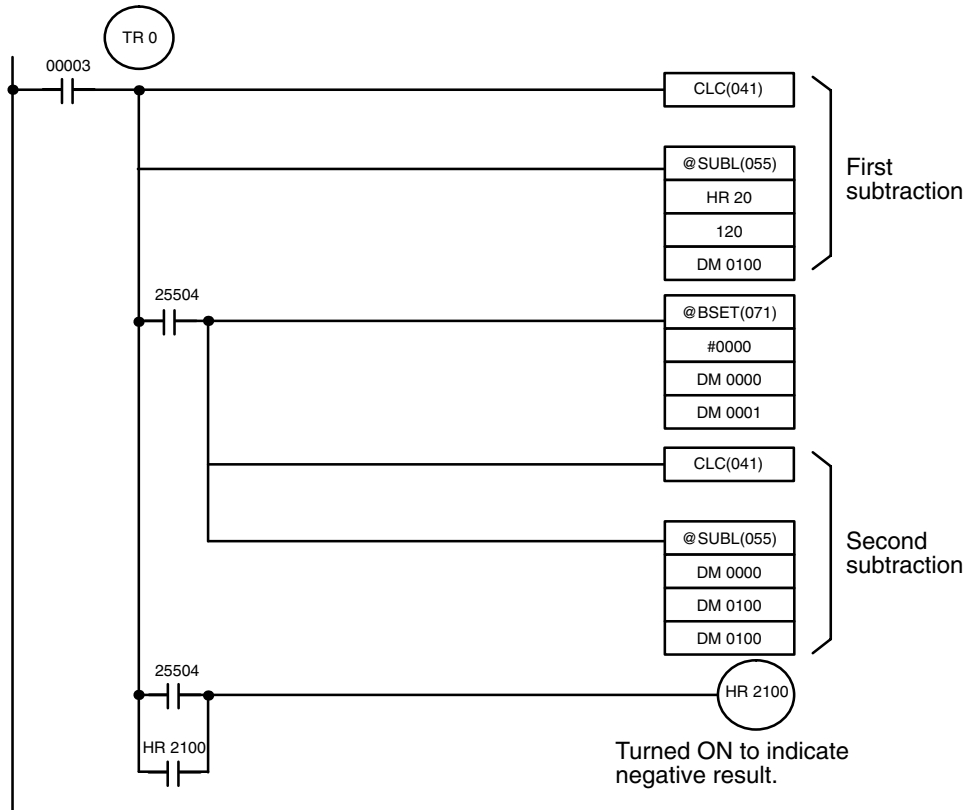 TR 0
00003
CLC(041)
@SUBL(055)
HR 20
120
DM 0100
First
subtraction
25504
@BSET(071)
#0000
DM 0000
DM 0001
CLC(041)
@SUBL(055)
DM 0000
DM 0100
DM 0100
Second
subtraction
25504
HR 2100
HR 2100
Turned ON to indicate
negative result.